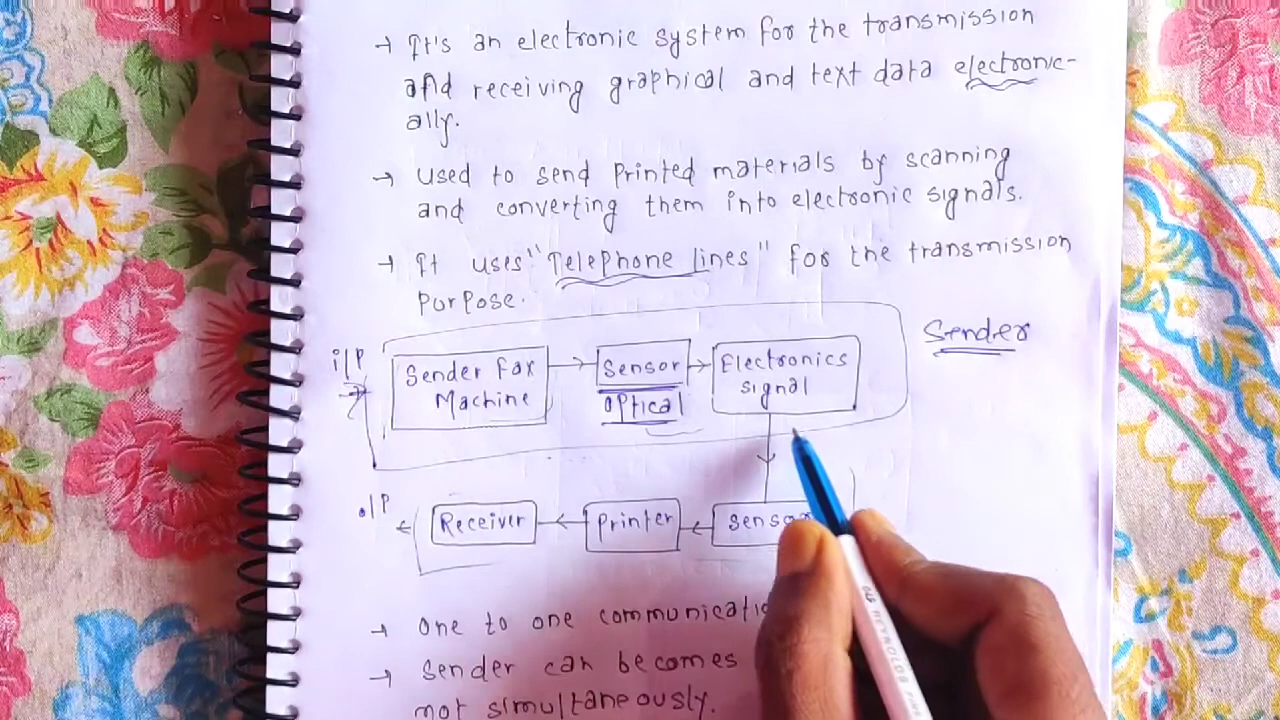 → It's an electronic system for the transmission
and receiving graphical and text data electronic-
ally.
→ Used to send printed materials by scanning
and converting them into electronic signals.
→ It uses "Telephone lines" for the transmission
purpose.
Sender
i/p
Sender Fax
Machine
Sensor
optical
Electronics
signal
o/p
Receiver
Printer
Sensor
→ One to one
→ Sender can becomes
not simultaneously.
REYNOLDS